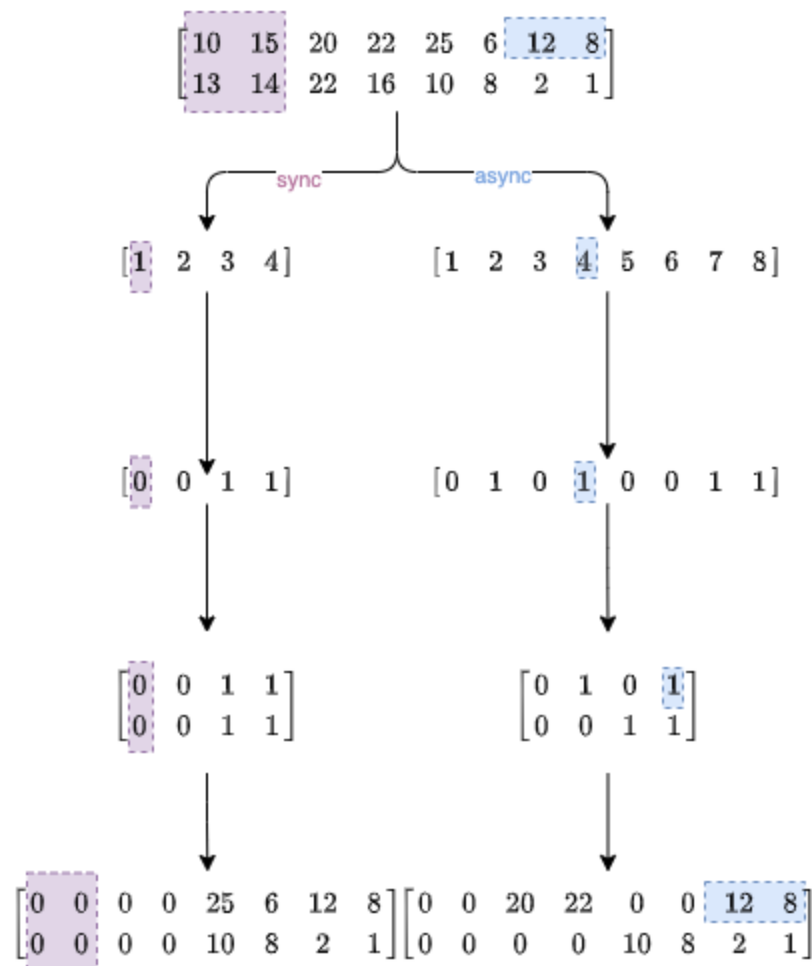 [10 15 20 22 25 6 12 8
13 14 22 16 10 8 2 1]
sync async
[1 2 3 4] [1 2 3 4 5 6 7 8]
[0 0 1 1] [0 1 0 1 0 0 1 1]
[0 0 1 1 [0 1 0 1
0 0 1 1] 0 0 1 1]
[0 0 0 0 25 6 12 8 [0 0 20 22 0 0 12 8
0 0 0 0 10 8 2 1] 0 0 0 0 10 8 2 1]